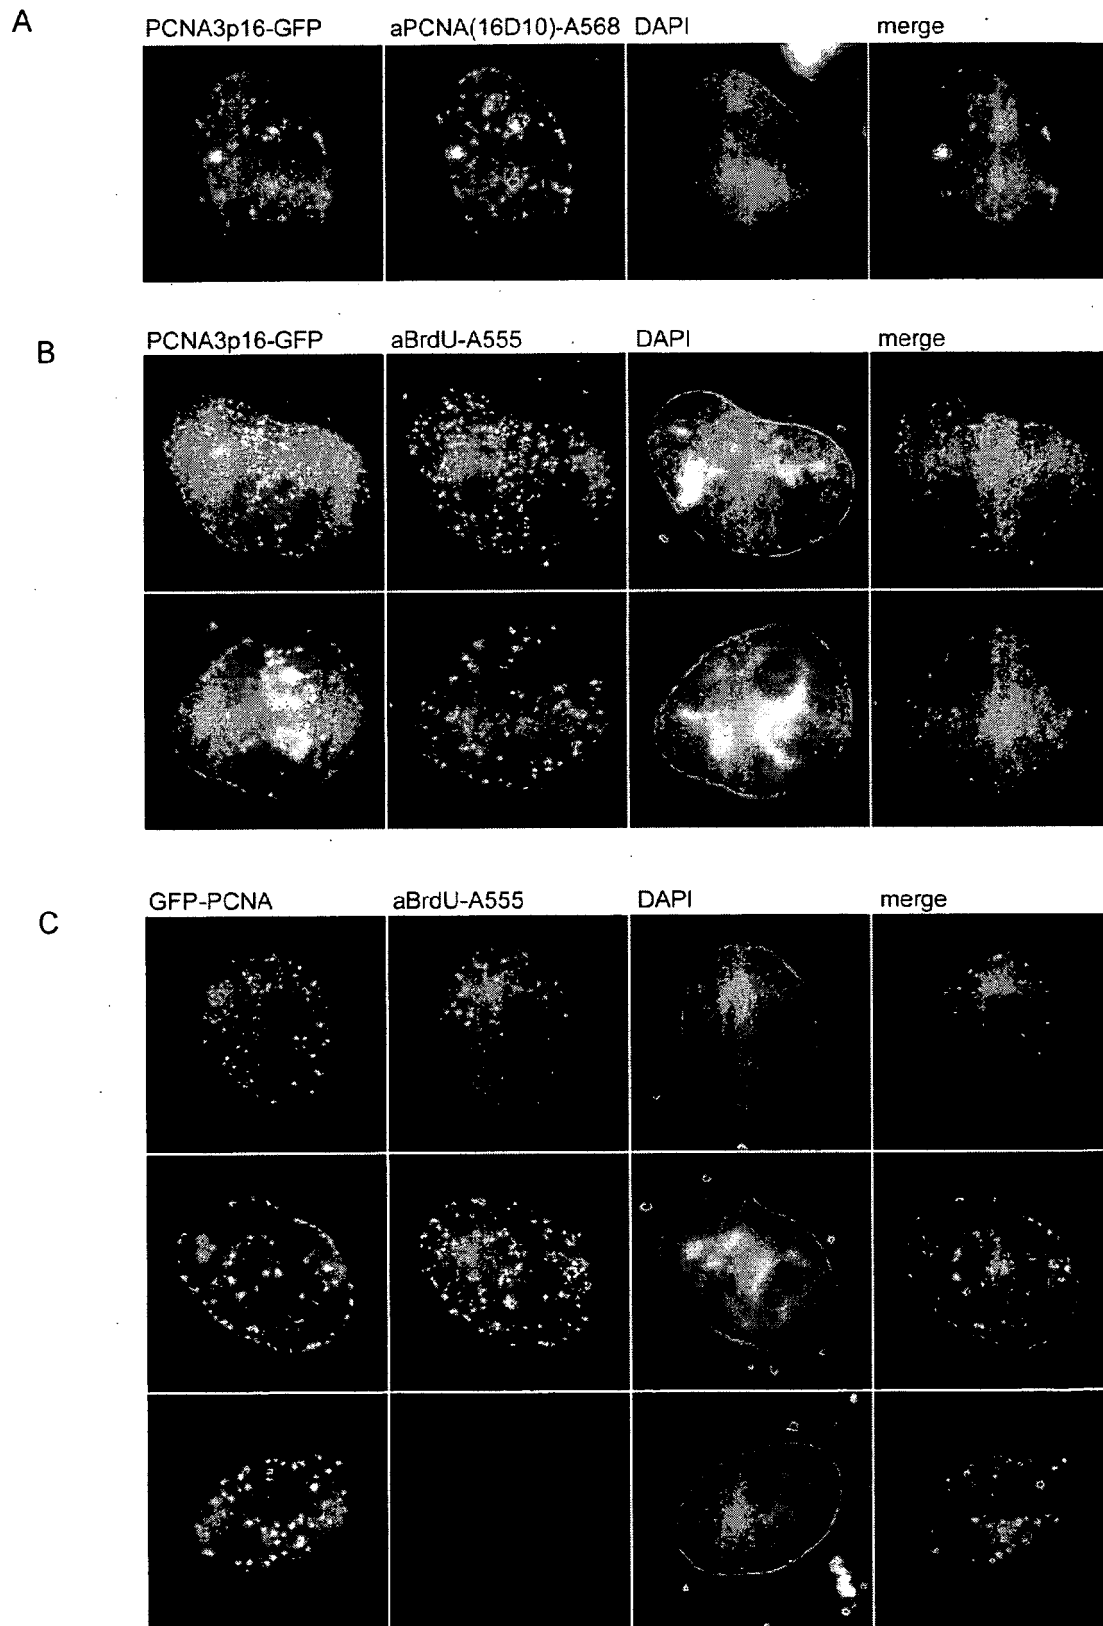 A
PCNA3p16-GFP aPCNA(16D10)-A568 DAPI merge
B
PCNA3p16-GFP aBrdU-A555 DAPI merge
C
GFP-PCNA aBrdU-A555 DAPI merge